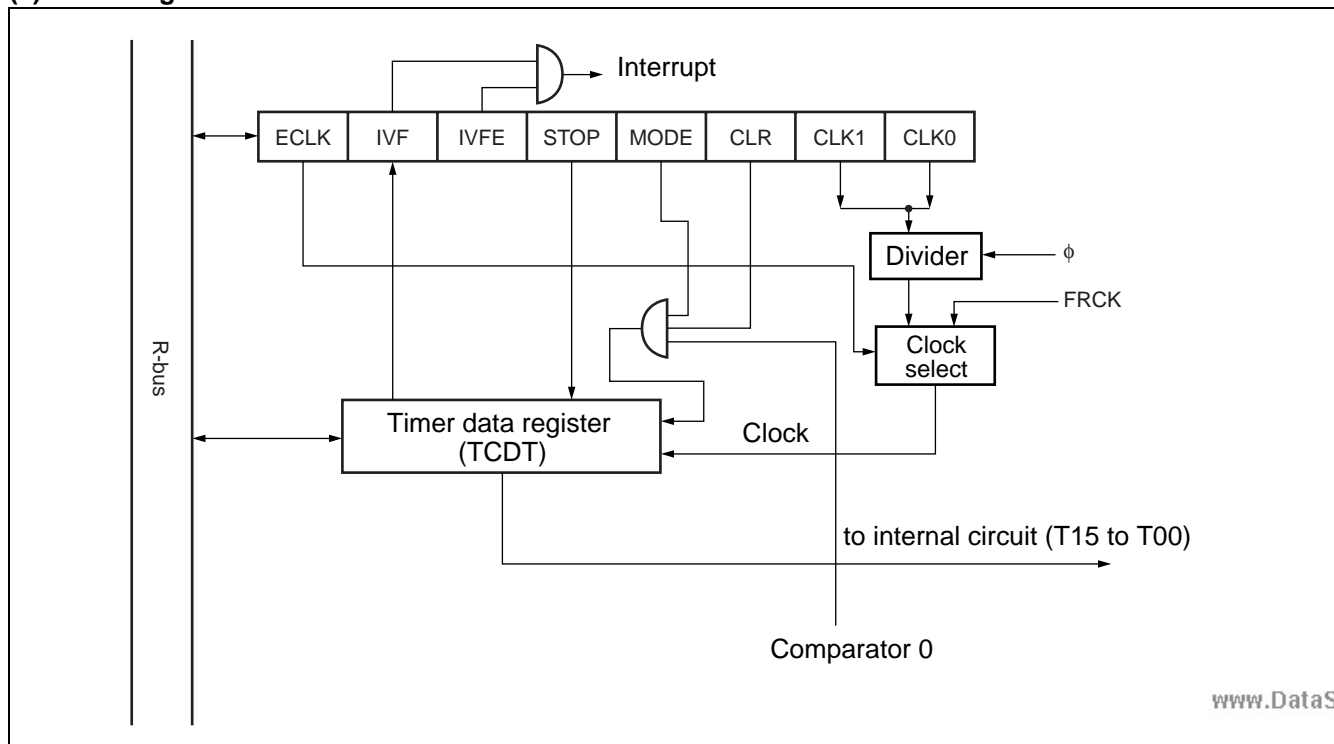 Interrupt
ECLK IVF IVFE STOP MODE CLR CLK1 CLK0
Divider
ϕ
FRCK
Clock
select
R-bus
Timer data register
(TCDT)
Clock
to internal circuit (T15 to T00)
Comparator 0
www.DataS